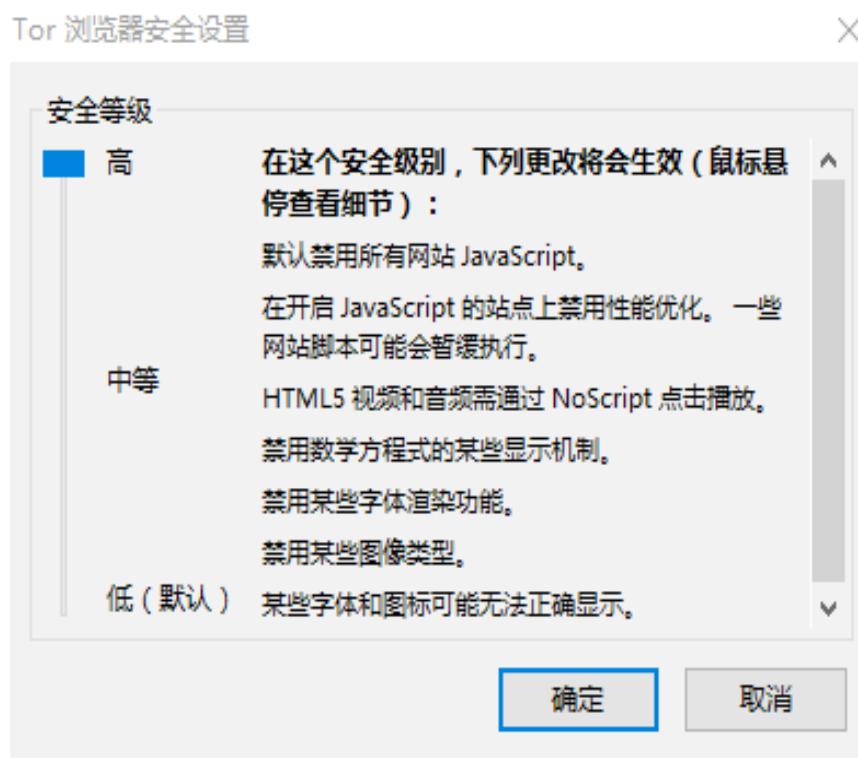 Tor 浏览器安全设置
安全等级
高
在这个安全级别，下列更改将会生效（鼠标悬
停查看细节）：
默认禁用所有网站 JavaScript。
在开启 JavaScript 的站点上禁用性能优化。 一些
网站脚本可能会暂缓执行。
中等
HTML5 视频和音频需通过 NoScript 点击播放。
禁用数学方程式的某些显示机制。
禁用某些字体渲染功能。
禁用某些图像类型。
低（默认）
某些字体和图标可能无法正确显示。
确定
取消